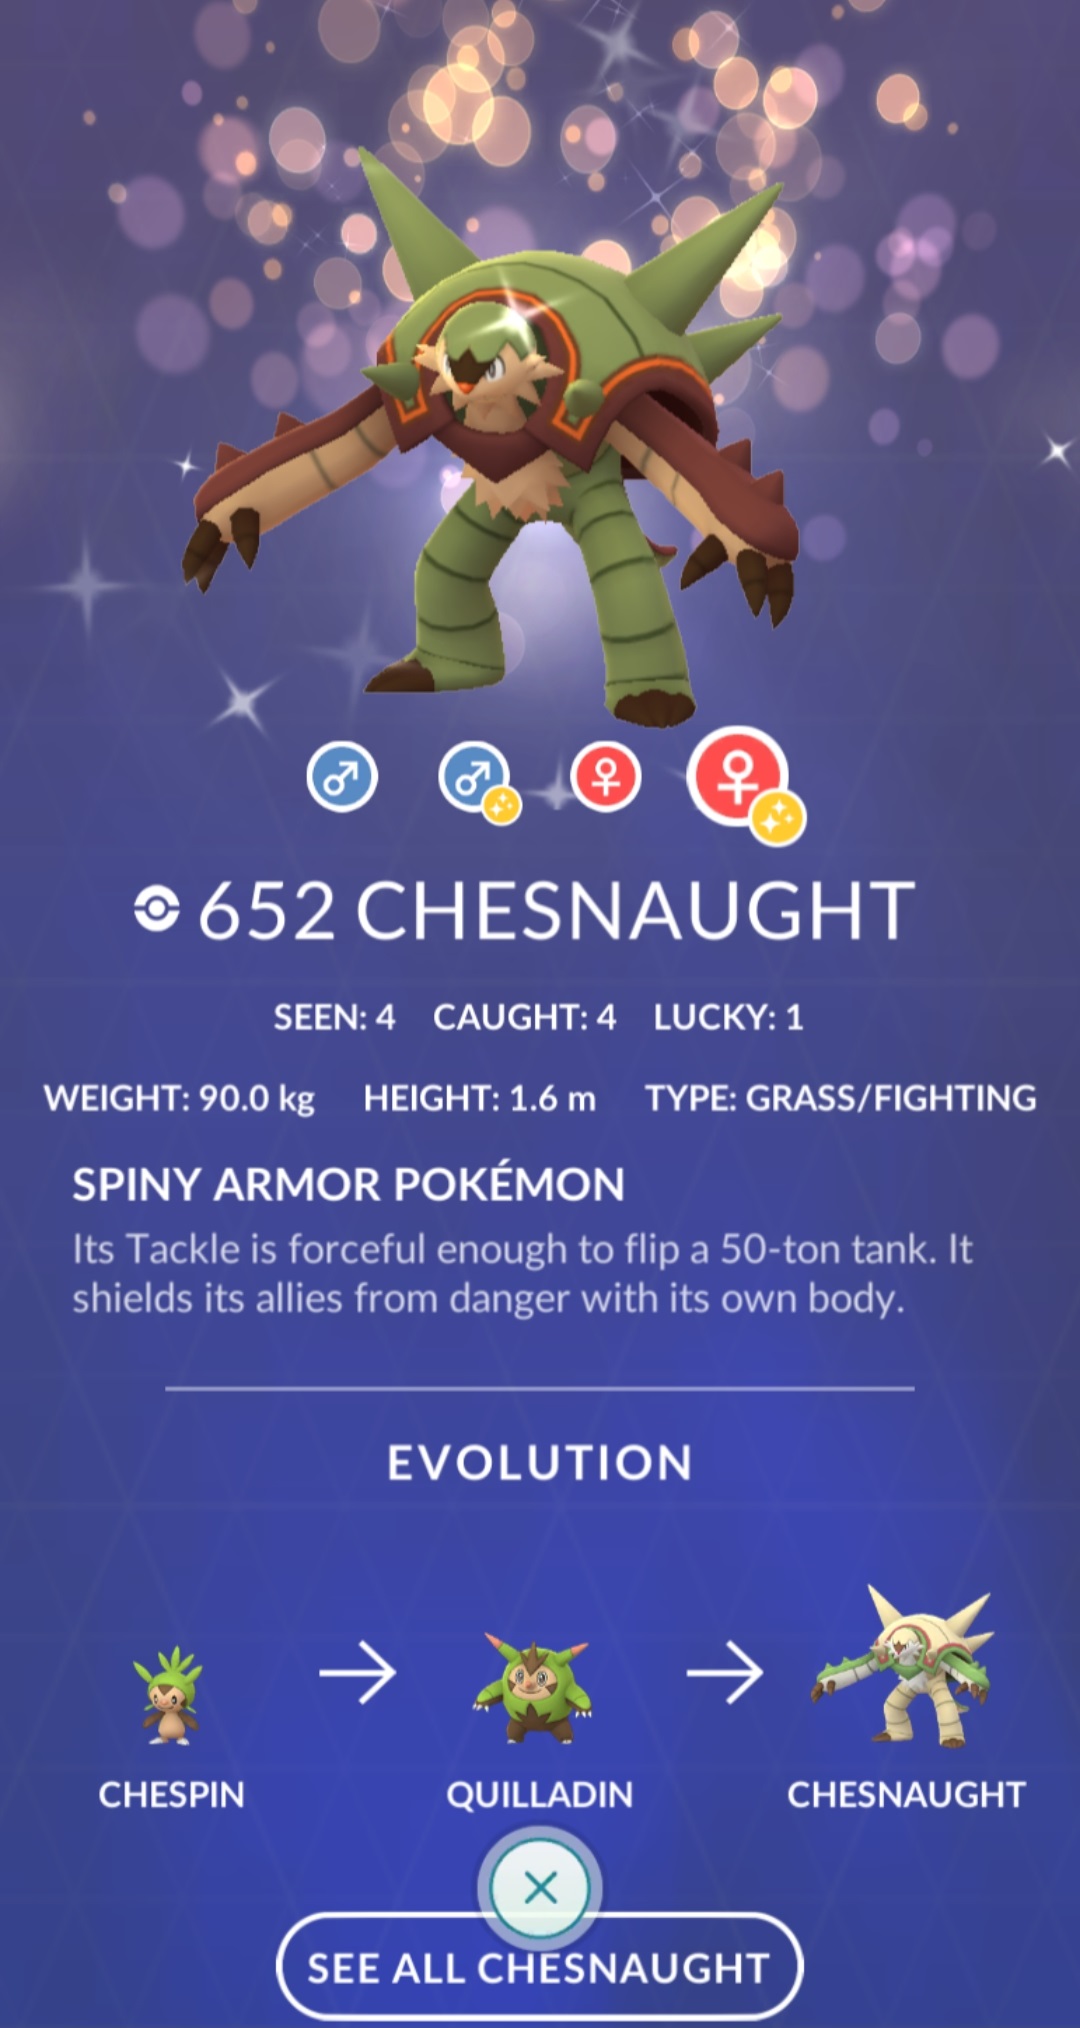 652 CHESNAUGHT
SEEN: 4 CAUGHT: 4 LUCKY: 1
WEIGHT: 90.0 kg HEIGHT: 1.6 m TYPE: GRASS/FIGHTING
SPINY ARMOR POKÉMON
Its Tackle is forceful enough to flip a 50-ton tank. It
shields its allies from danger with its own body.
EVOLUTION
CHESPIN QUILLADIN CHESNAUGHT
SEE ALL CHESNAUGHT